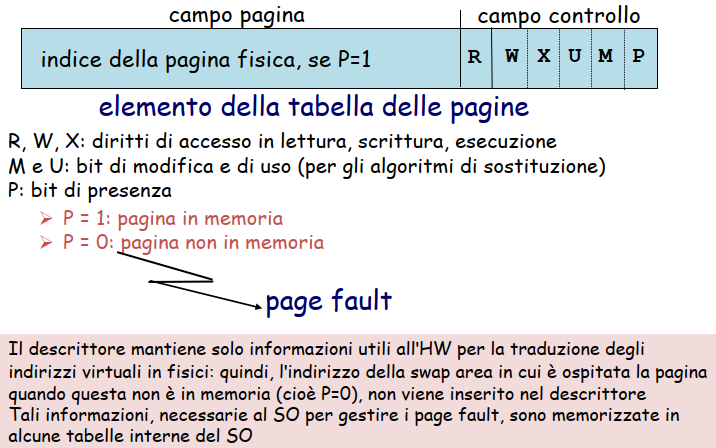 campo pagina campo controllo
indice della pagina fisica, se P=1 R W X U M P
elemento della tabella delle pagine
R, W, X: diritti di accesso in lettura, scrittura, esecuzione
M e U: bit di modifica e di uso (per gli algoritmi di sostituzione)
P: bit di presenza
➢ P = 1: pagina in memoria
➢ P = 0: pagina non in memoria
page fault
Il descrittore mantiene solo informazioni utili all'HW per la traduzione degli
indirizzi virtuali in fisici: quindi, l'indirizzo della swap area in cui è ospitata la pagina
quando questa non è in memoria (cioè P=0), non viene inserito nel descrittore
Tali informazioni, necessarie al SO per gestire i page fault, sono memorizzate in
alcune tabelle interne del SO